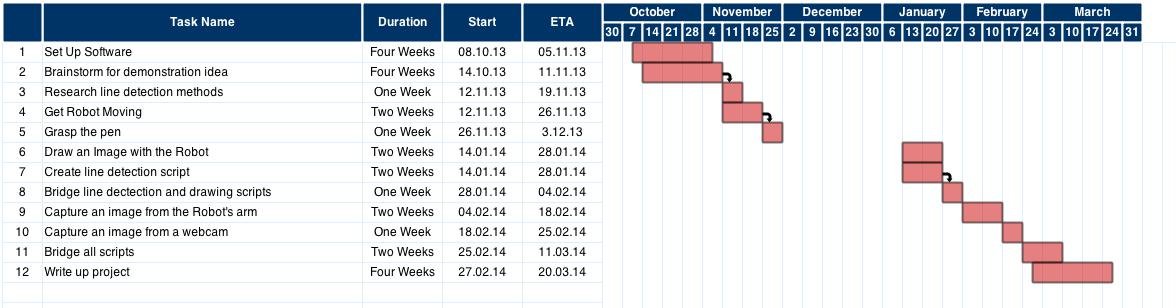 Task Name Duration Start ETA October November December January February March
30 7 14 21 28 4 11 18 25 2 9 16 23 30 6 13 20 27 3 10 17 24 3 10 17 24 31
1 Set Up Software Four Weeks 08.10.13 05.11.13
2 Brainstorm for demonstration idea Four Weeks 14.10.13 11.11.13
3 Research line detection methods One Week 12.11.13 19.11.13
4 Get Robot Moving Two Weeks 12.11.13 26.11.13
5 Grasp the pen One Week 26.11.13 3.12.13
6 Draw an Image with the Robot Two Weeks 14.01.14 28.01.14
7 Create line detection script Two Weeks 14.01.14 28.01.14
8 Bridge line dectection and drawing scripts One Week 28.01.14 04.02.14
9 Capture an image from the Robot's arm Two Weeks 04.02.14 18.02.14
10 Capture an image from a webcam One Week 18.02.14 25.02.14
11 Bridge all scripts Two Weeks 25.02.14 11.03.14
12 Write up project Four Weeks 27.02.14 20.03.14